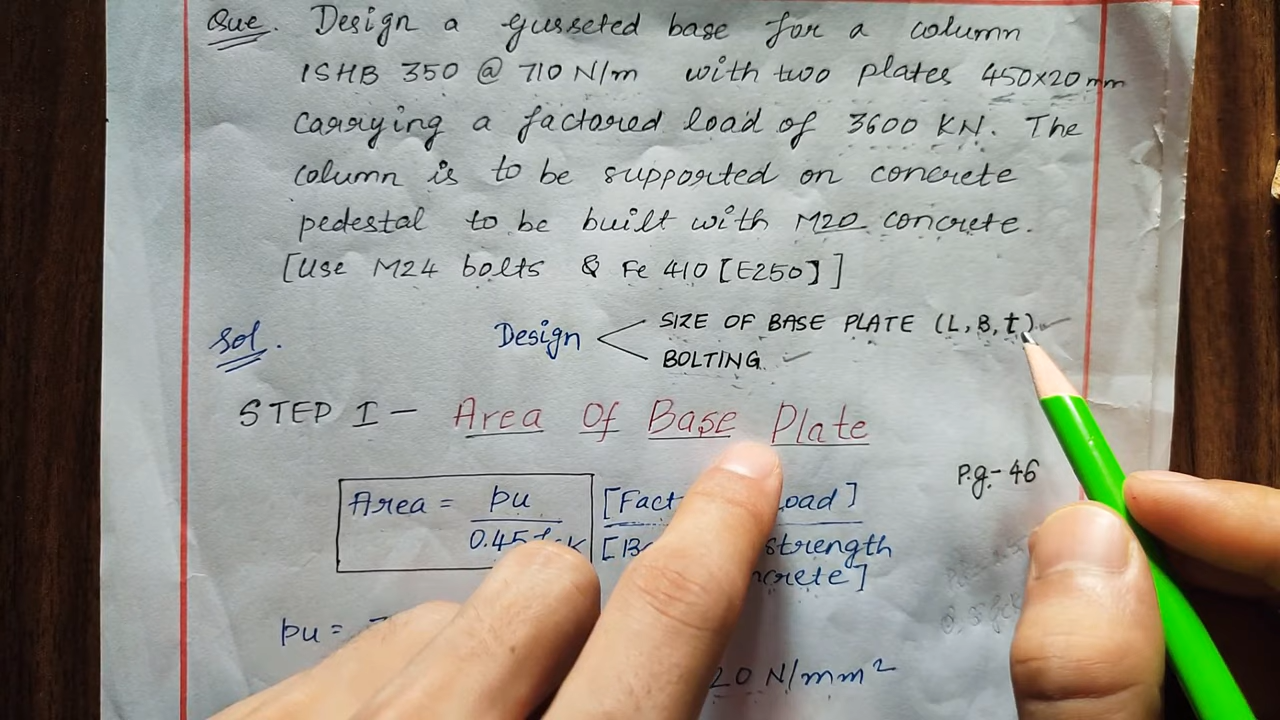 Que. Design a gusseted base for a column
ISHB 350 @ 710 N/m with two plates 450x20 mm
carrying a factored load of 3600 KN. The
column is to be supported on concrete
pedestal to be built with M20 concrete.
[Use M24 bolts & Fe 410 [E250]]
Sol. Design SIZE OF BASE PLATE (L, B, t)
BOLTING
STEP I - Area Of Base Plate
P.g.- 46
Area = pu
0.45
[Fact
[
strength
pu =
20 N/mm²